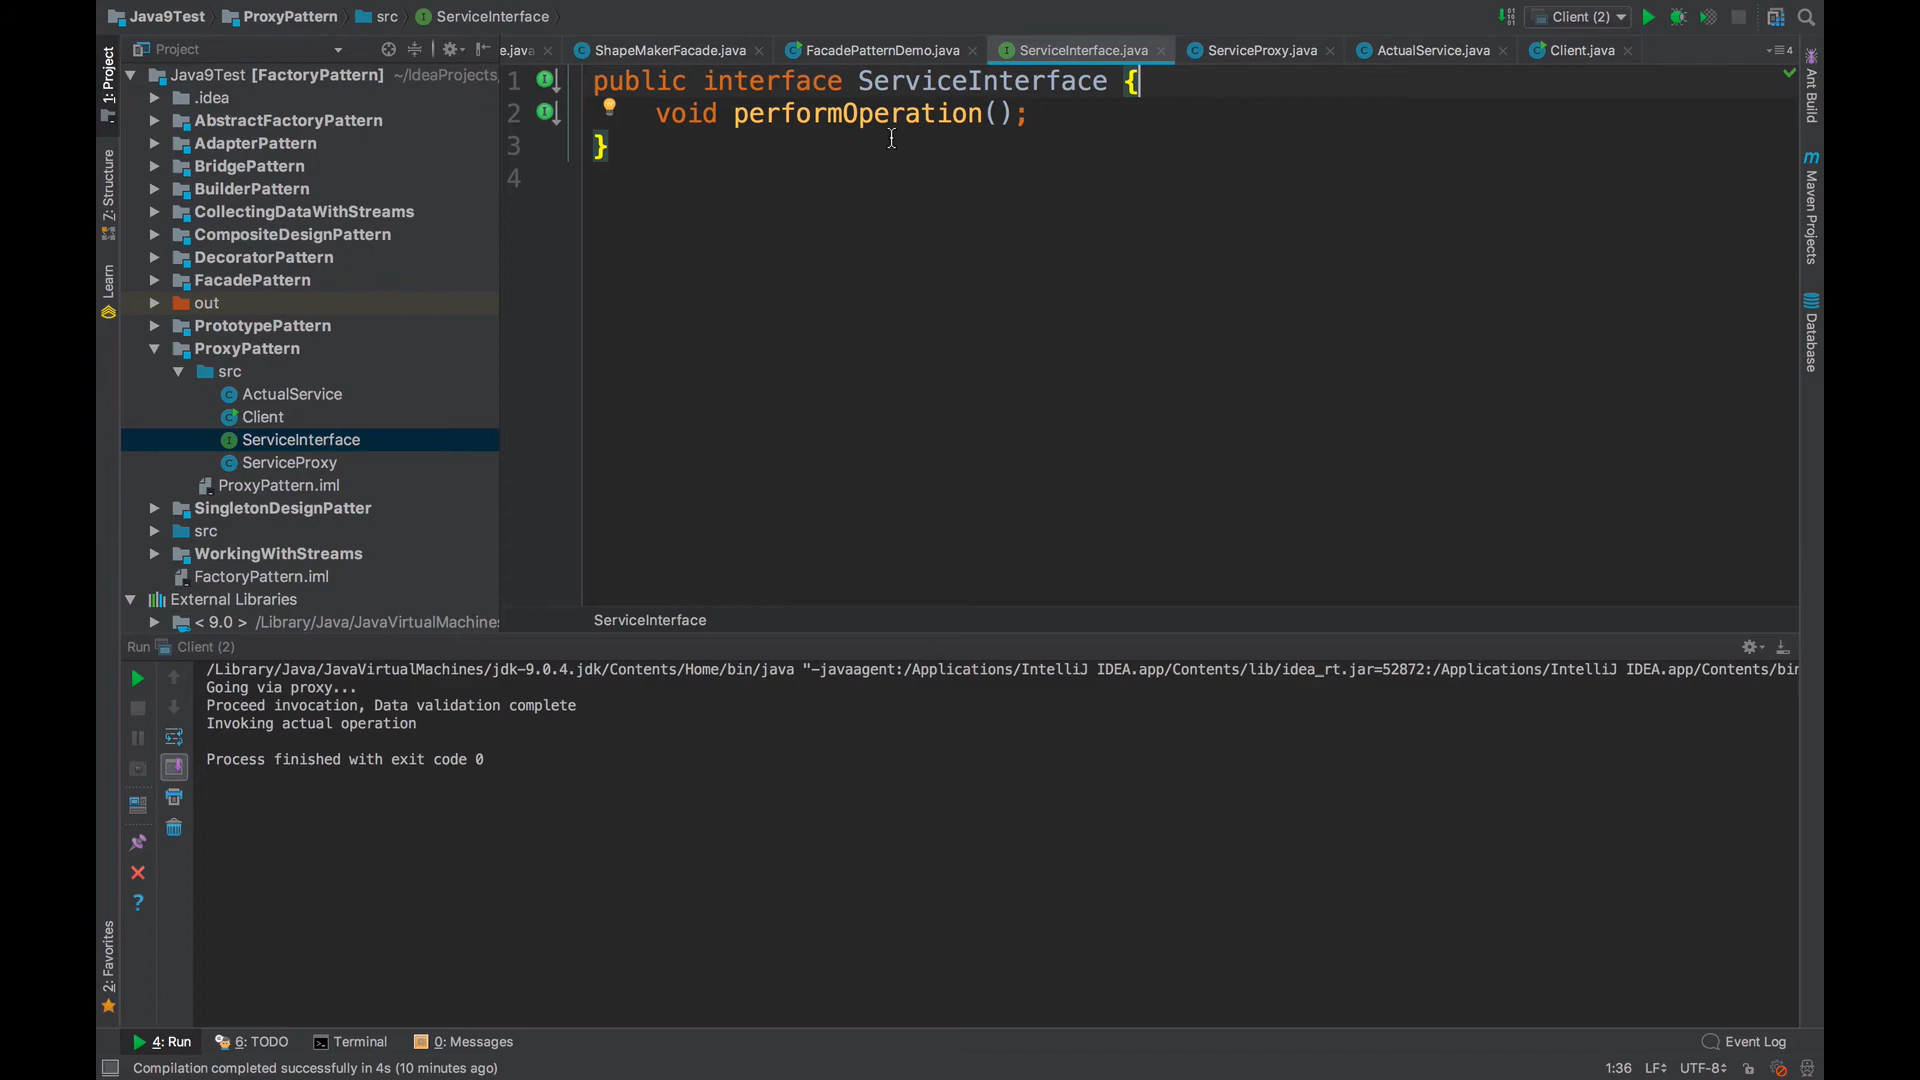 Java9Test ProxyPattern src ServiceInterface
Client (2)
Project
e.java ShapeMakerFacade.java FacadePatternDemo.java ServiceInterface.java ServiceProxy.java ActualService.java Client.java 4
1: Project
Z: Structure
Learn
2: Favorites
Java9Test [FactoryPattern] ~/IdeaProjects,
.idea
AbstractFactoryPattern
AdapterPattern
BridgePattern
BuilderPattern
CollectingDataWithStreams
CompositeDesignPattern
DecoratorPattern
FacadePattern
out
PrototypePattern
ProxyPattern
src
ActualService
Client
ServiceInterface
ServiceProxy
ProxyPattern.iml
SingletonDesignPatter
src
WorkingWithStreams
FactoryPattern.iml
External Libraries
< 9.0 > /Library/Java/JavaVirtualMachines
1 public interface ServiceInterface {
2 void performOperation();
3 }
4
ServiceInterface
Ant Build
Maven Projects
Database
Run Client (2)
/Library/Java/JavaVirtualMachines/jdk-9.0.4.jdk/Contents/Home/bin/java "-javaagent:/Applications/IntelliJ IDEA.app/Contents/lib/idea_rt.jar=52872:/Applications/IntelliJ IDEA.app/Contents/bin
Going via proxy...
Proceed invocation, Data validation complete
Invoking actual operation
Process finished with exit code 0
4: Run 6: TODO Terminal 0: Messages Event Log
Compilation completed successfully in 4s (10 minutes ago) 1:36 LF UTF-8